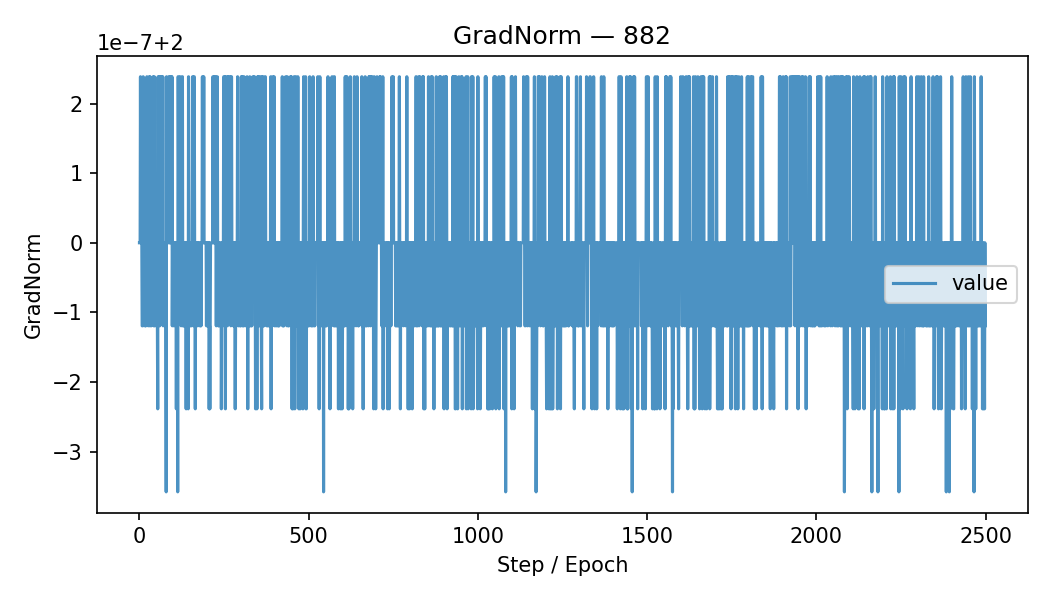 GradNorm — 882
1e−7+2
GradNorm
2
1
0
−1
−2
−3
value
0
500
1000
1500
2000
2500
Step / Epoch